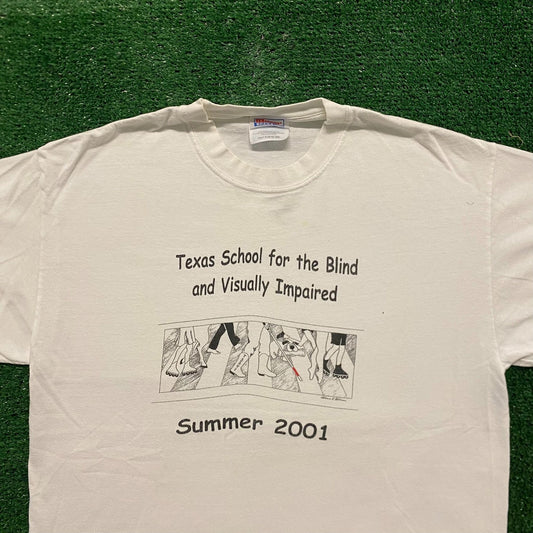 Texas School for the Blind
and Visually Impaired
Summer 2001